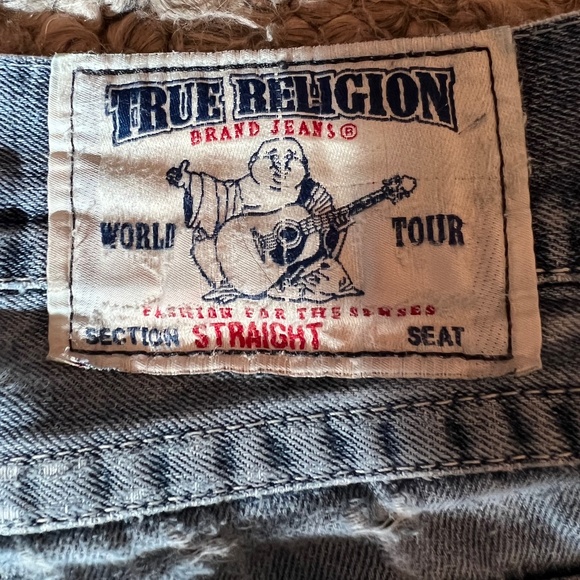 TRUE RELIGION
BRAND JEANS®
WORLD TOUR
FASHION FOR THE SENSES
SECTION STRAIGHT SEAT